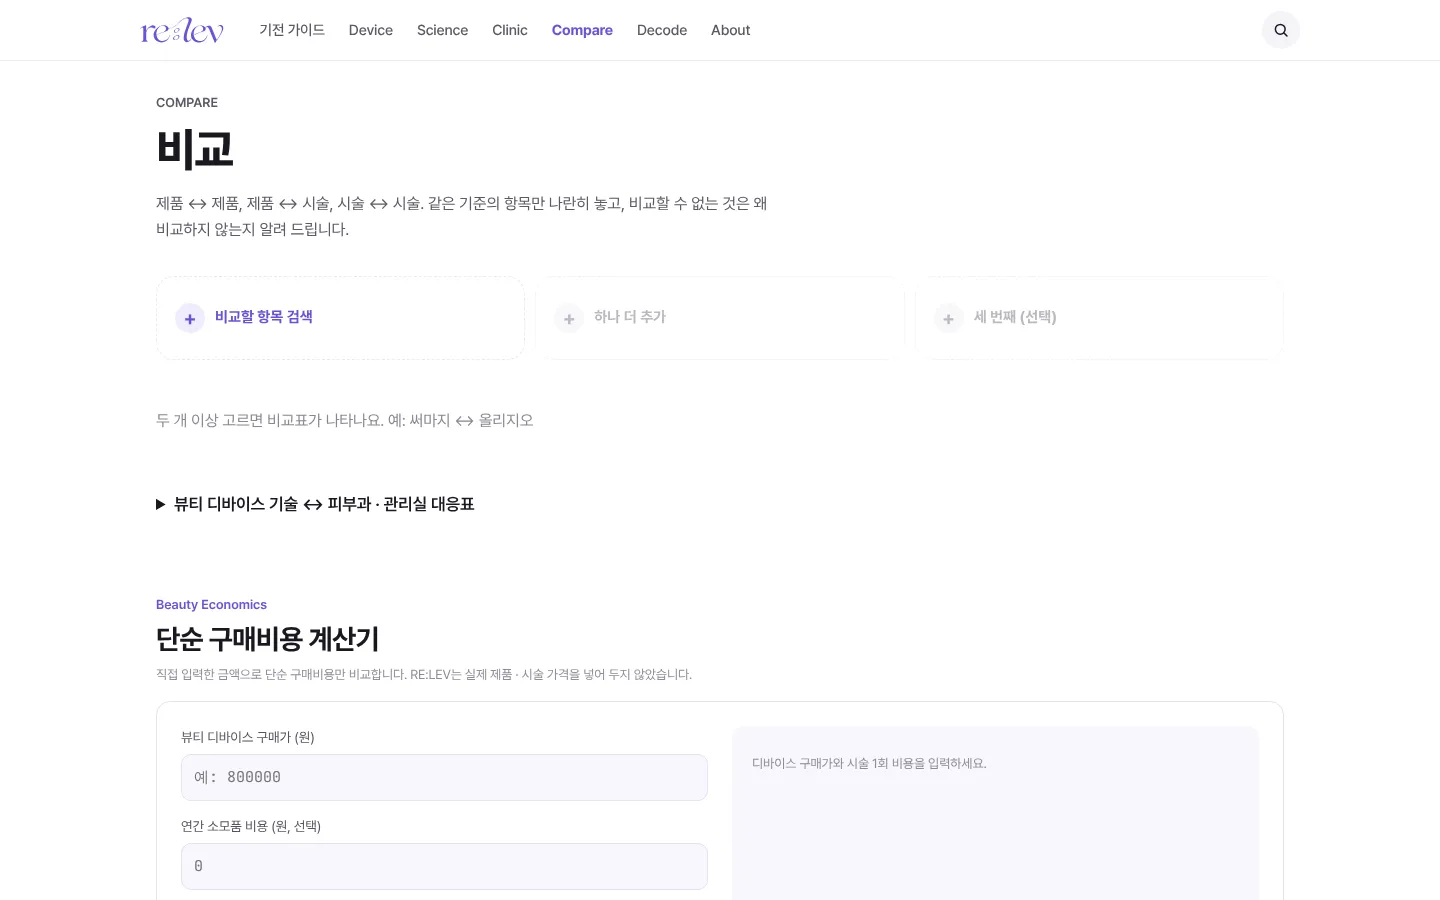 re:lev
기전 가이드
Device
Science
Clinic
Compare
Decode
About
COMPARE
비교
제품 ↔ 제품, 제품 ↔ 시술, 시술 ↔ 시술. 같은 기준의 항목만 나란히 놓고, 비교할 수 없는 것은 왜
비교하지 않는지 알려 드립니다.
+ 비교할 항목 검색
+ 하나 더 추가
+ 세 번째 (선택)
두 개 이상 고르면 비교표가 나타나요. 예: 써마지 ↔ 올리지오
▶ 뷰티 디바이스 기술 ↔ 피부과 · 관리실 대응표
Beauty Economics
단순 구매비용 계산기
직접 입력한 금액으로 단순 구매비용만 비교합니다. RE:LEV는 실제 제품 · 시술 가격을 넣어 두지 않았습니다.
뷰티 디바이스 구매가 (원)
예: 800000
연간 소모품 비용 (원, 선택)
0
디바이스 구매가와 시술 1회 비용을 입력하세요.